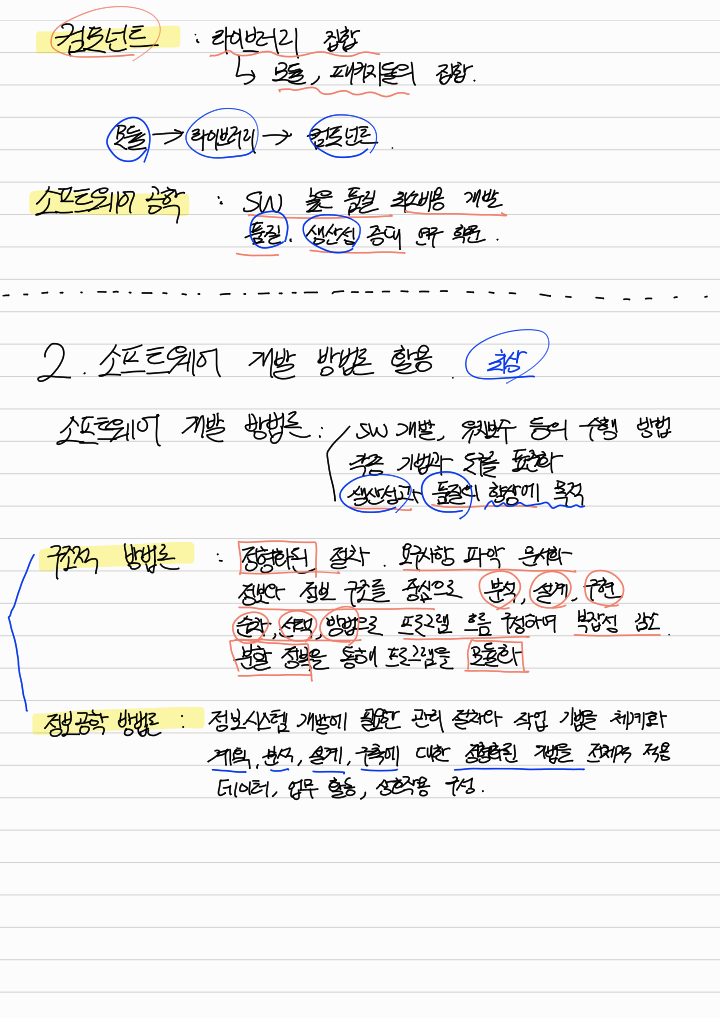 컴포넌트 : 라이브러리 집합
↳ 모듈, 패키지들의 집합.
모듈 → 라이브러리 → 컴포넌트.
소프트웨어 공학 : SW 높은 품질 최소비용 개발
품질, 생산성 증대 연구 학문.
2. 소프트웨어 개발 방법론 활용. 최상
소프트웨어 개발 방법론 : SW 개발, 유지보수 등의 수행 방법
각종 기법과 도구를 표준화
생산성과 품질의 향상에 목적
구조적 방법론 : 정형화된 절차. 요구사항 파악 문서화
정보와 정보 구조를 중심으로 분석, 설계, 구현
순차, 선택, 방법으로 프로그램 흐름 구성하며 복잡성 감소.
분할 정복을 통해 프로그램을 모듈화
정보공학 방법론 : 정보시스템 개발에 필요한 관리 절차와 작업 기법을 체계화
계획, 분석, 설계, 구축에 대한 정형화된 기법들 전체적 적용
데이터, 업무 활동, 상호작용 구성.